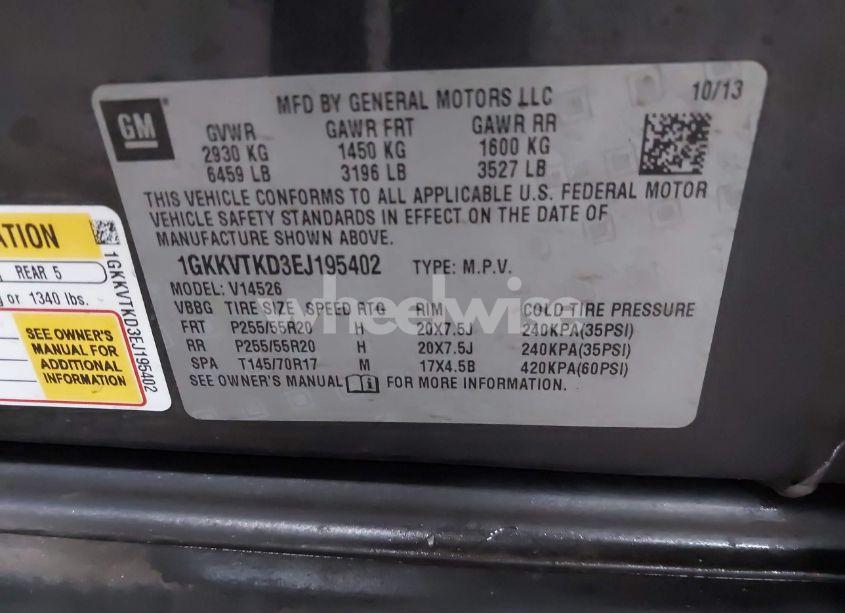 GM
MFD BY GENERAL MOTORS LLC
10/13
GVWR GAWR FRT GAWR RR
2930 KG 1450 KG 1600 KG
6459 LB 3196 LB 3527 LB
THIS VEHICLE CONFORMS TO ALL APPLICABLE U.S. FEDERAL MOTOR
VEHICLE SAFETY STANDARDS IN EFFECT ON THE DATE OF
MANUFACTURE SHOWN ABOVE.
1GKKVTKD3EJ195402 TYPE: M.P.V.
MODEL: V14526
VBBG TIRE SIZE SPEED RTG RIM COLD TIRE PRESSURE
FRT P255/55R20 H 20X7.5J 240KPA(35PSI)
RR P255/55R20 H 20X7.5J 240KPA(35PSI)
SPA T145/70R17 M 17X4.5B 420KPA(60PSI)
SEE OWNER'S MANUAL FOR MORE INFORMATION.
REAR 5
or 1340 lbs.
SEE OWNER'S
MANUAL FOR
ADDITIONAL
INFORMATION
1GKKVTKD3EJ195402
wheelwise